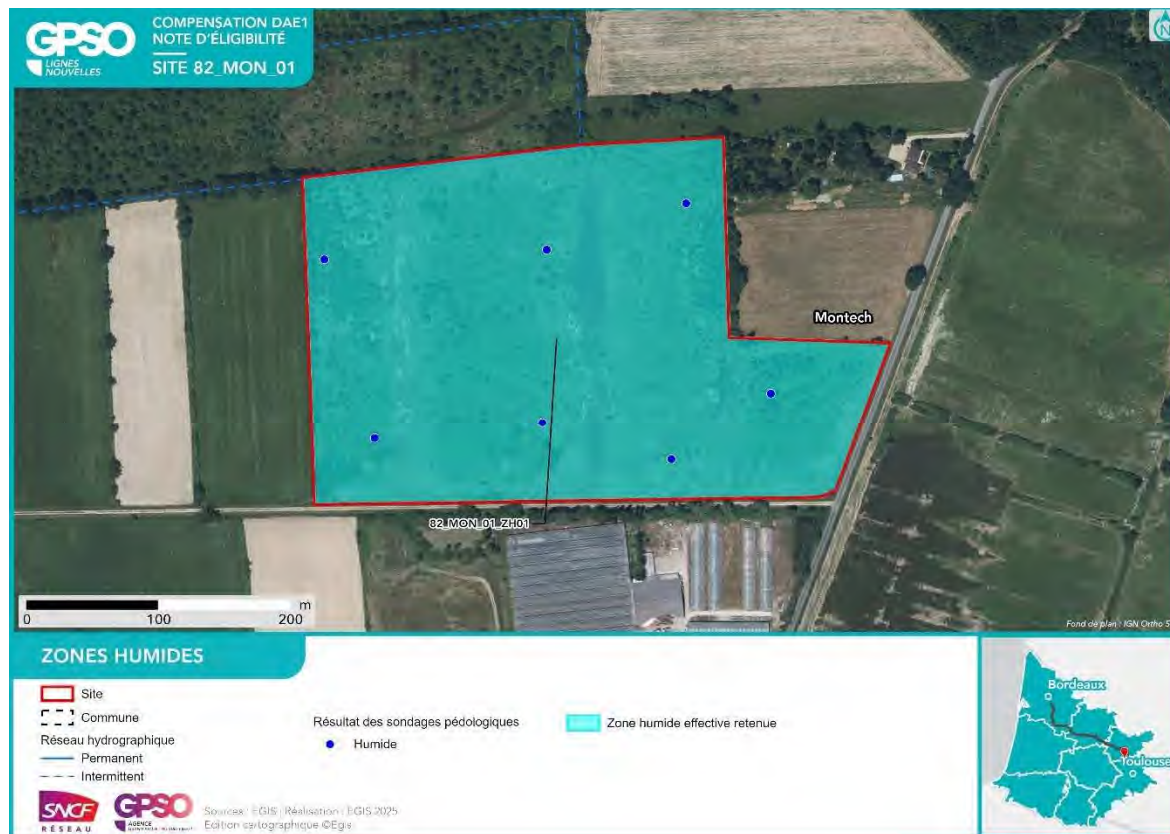 GPSO
LIGNES
NOUVELLES
COMPENSATION DAE1
NOTE D'ÉLIGIBILITÉ
SITE 82_MON_01
N
Montech
82_MON_01_ZH01
m
0 100 200
Fond de plan : IGN Ortho 5
ZONES HUMIDES
Site
Commune
Réseau hydrographique
Permanent
Intermittent
Résultat des sondages pédologiques
Humide
Zone humide effective retenue
Bordeaux
Toulouse
SNCF
RÉSEAU
GPSO
AGENCE
Sources : EGIS | Réalisation : EGIS 2025
Edition cartographique ©Egis